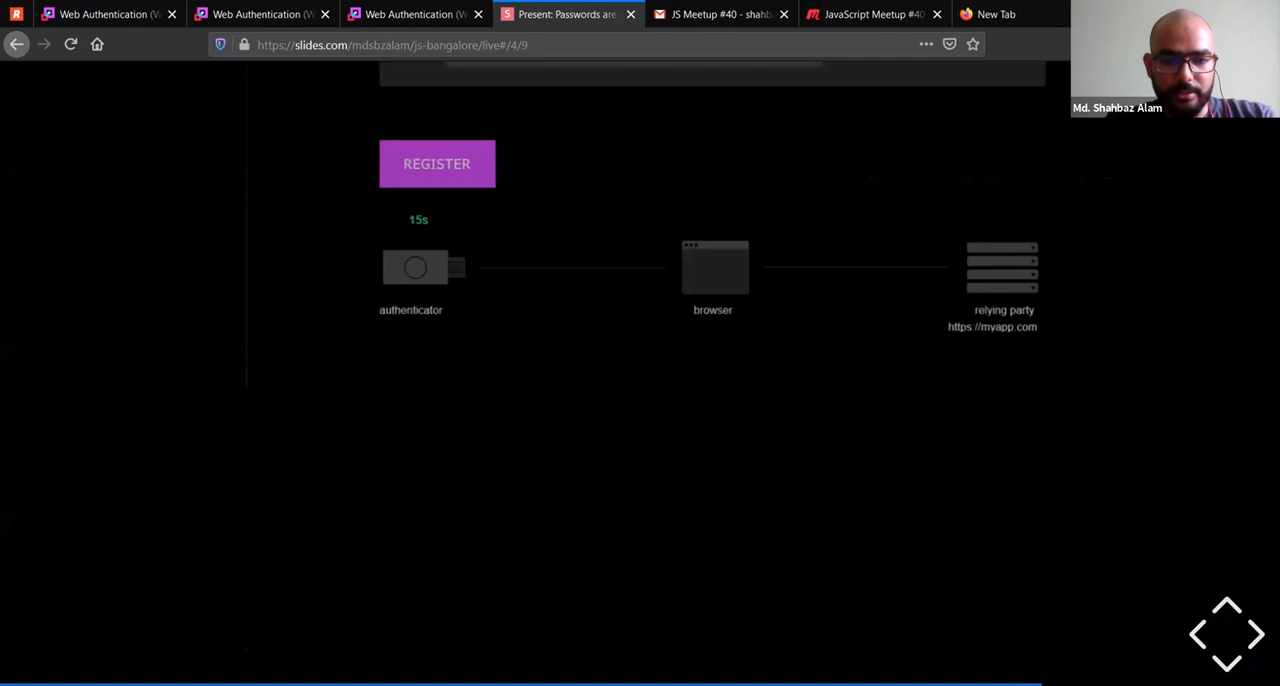 Web Authentication (W
Web Authentication (W
Web Authentication (W
Present: Passwords are
JS Meetup #40 - shahb
JavaScript Meetup #40
New Tab
https://slides.com/mdsbzalam/js-bangalore/live#/4/9
Md. Shahbaz Alam
REGISTER
15s
authenticator
browser
relying party
https://myapp.com